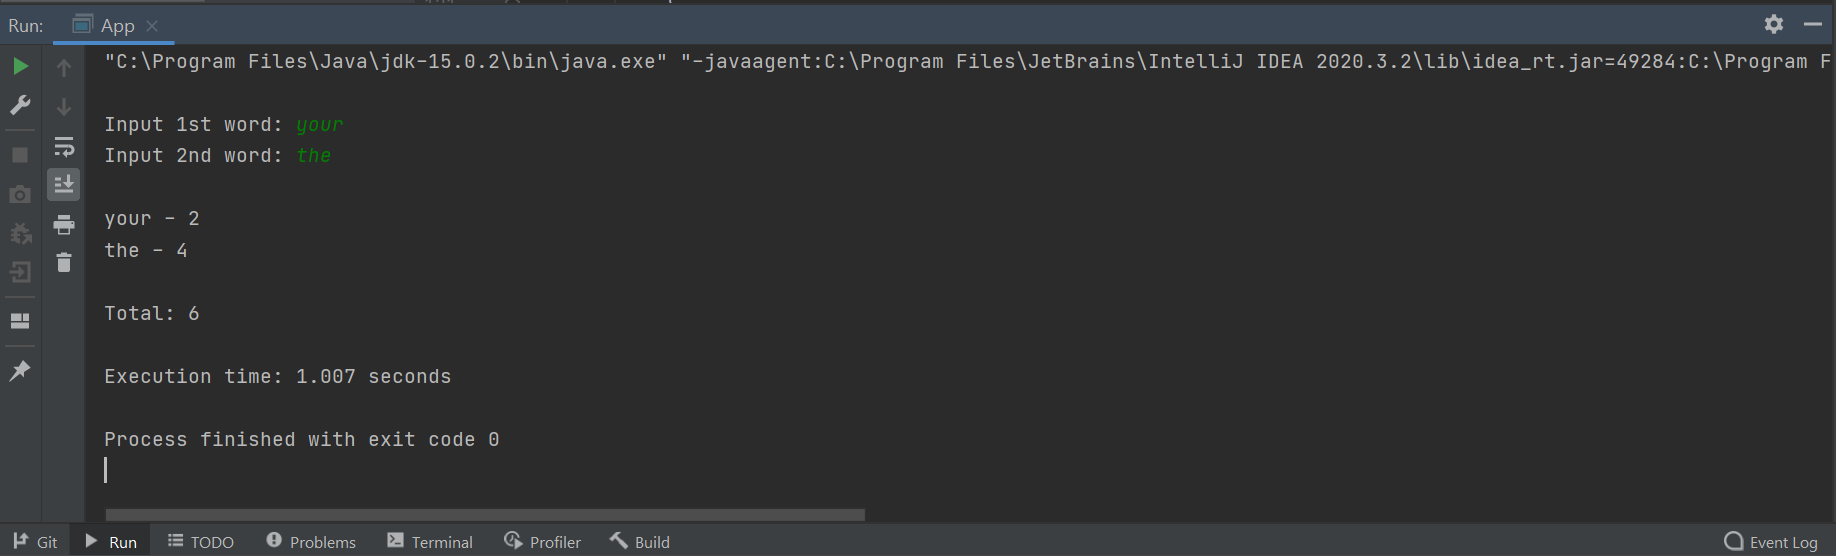 Run: App
"C:\Program Files\Java\jdk-15.0.2\bin\java.exe" "-javaagent:C:\Program Files\JetBrains\IntelliJ IDEA 2020.3.2\lib\idea_rt.jar=49284:C:\Program F
Input 1st word: your
Input 2nd word: the
your - 2
the - 4
Total: 6
Execution time: 1.007 seconds
Process finished with exit code 0
Git Run TODO Problems Terminal Profiler Build Event Log